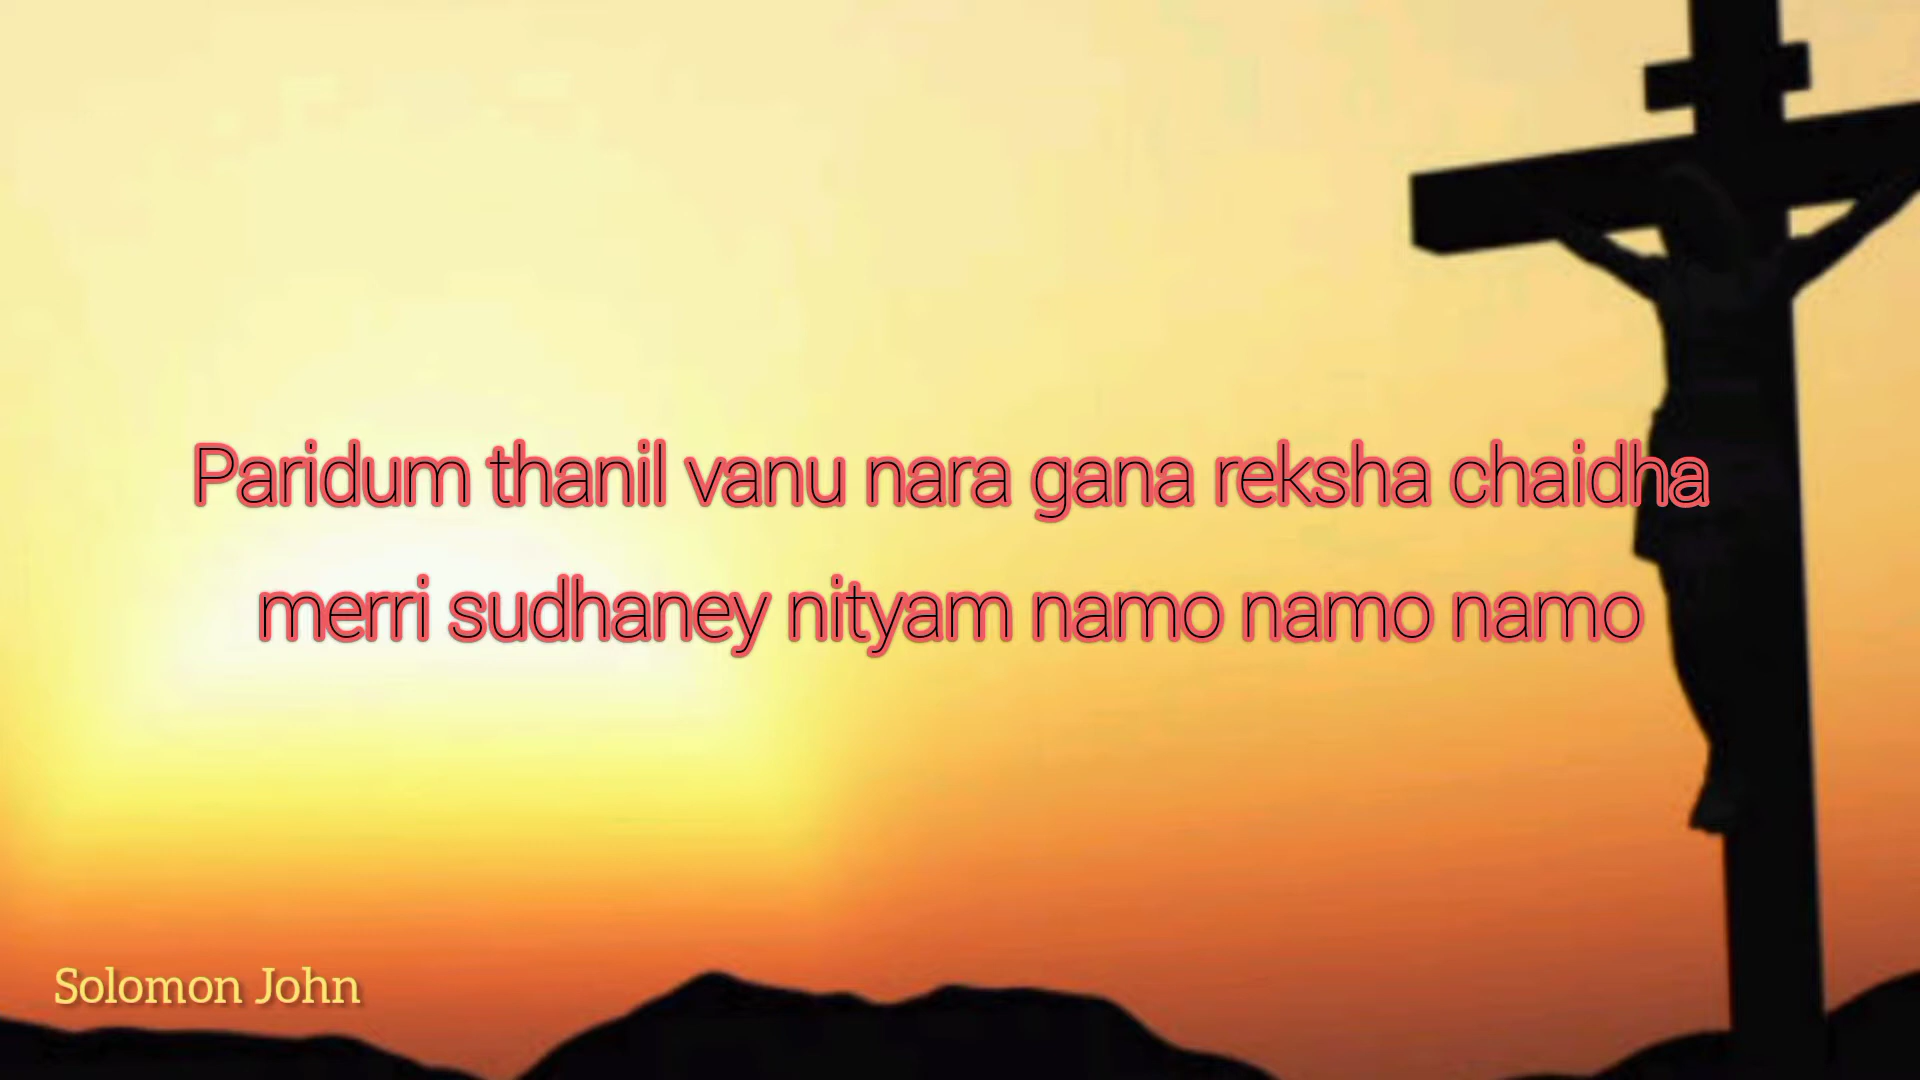 Paridum thanil vanu nara gana reksha chaidha
merri sudhaney nityam namo namo namo
Solomon John